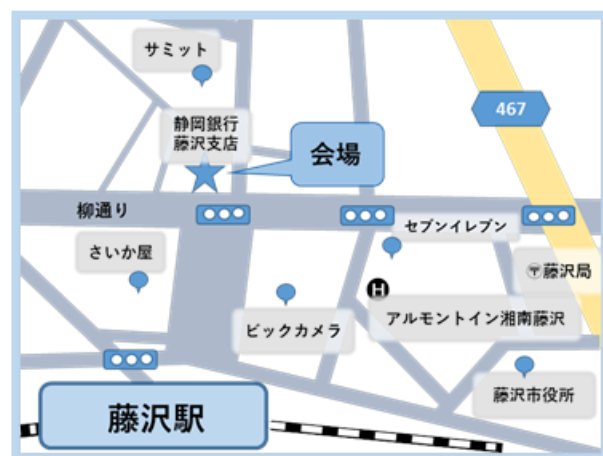 サミット
467
静岡銀行
藤沢支店
会場
柳通り
セブンイレブン
さいか屋
〒藤沢局
H
アルモントイン湘南藤沢
ビックカメラ
藤沢市役所
藤沢駅